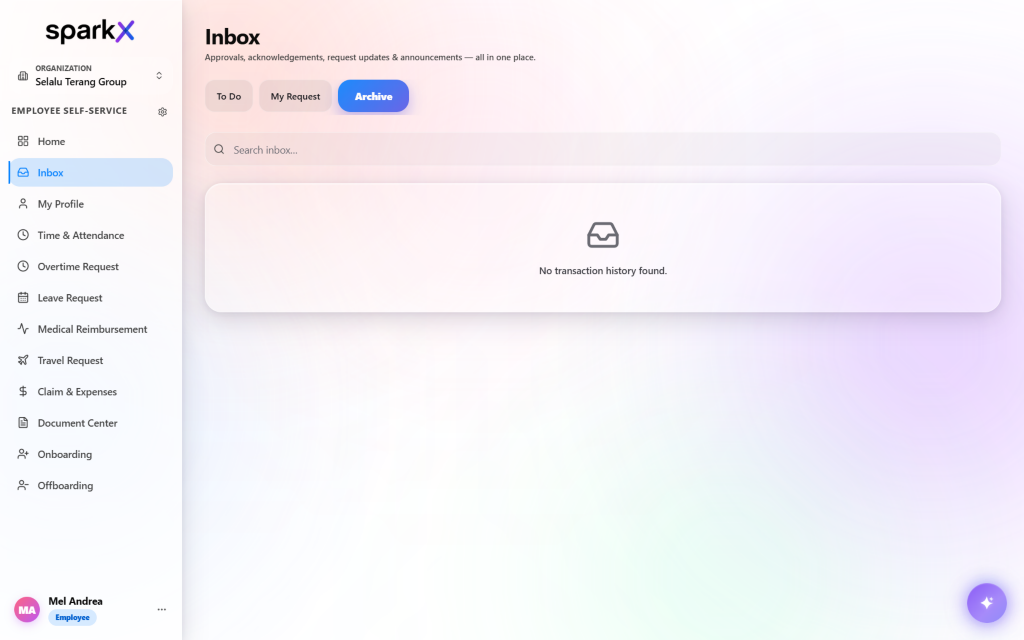 sparkX
ORGANIZATION
Selalu Terang Group
EMPLOYEE SELF-SERVICE
Home
Inbox
My Profile
Time & Attendance
Overtime Request
Leave Request
Medical Reimbursement
Travel Request
Claim & Expenses
Document Center
Onboarding
Offboarding
MA
Mel Andrea
Employee
Inbox
Approvals, acknowledgements, request updates & announcements — all in one place.
To Do
My Request
Archive
Search inbox...
No transaction history found.